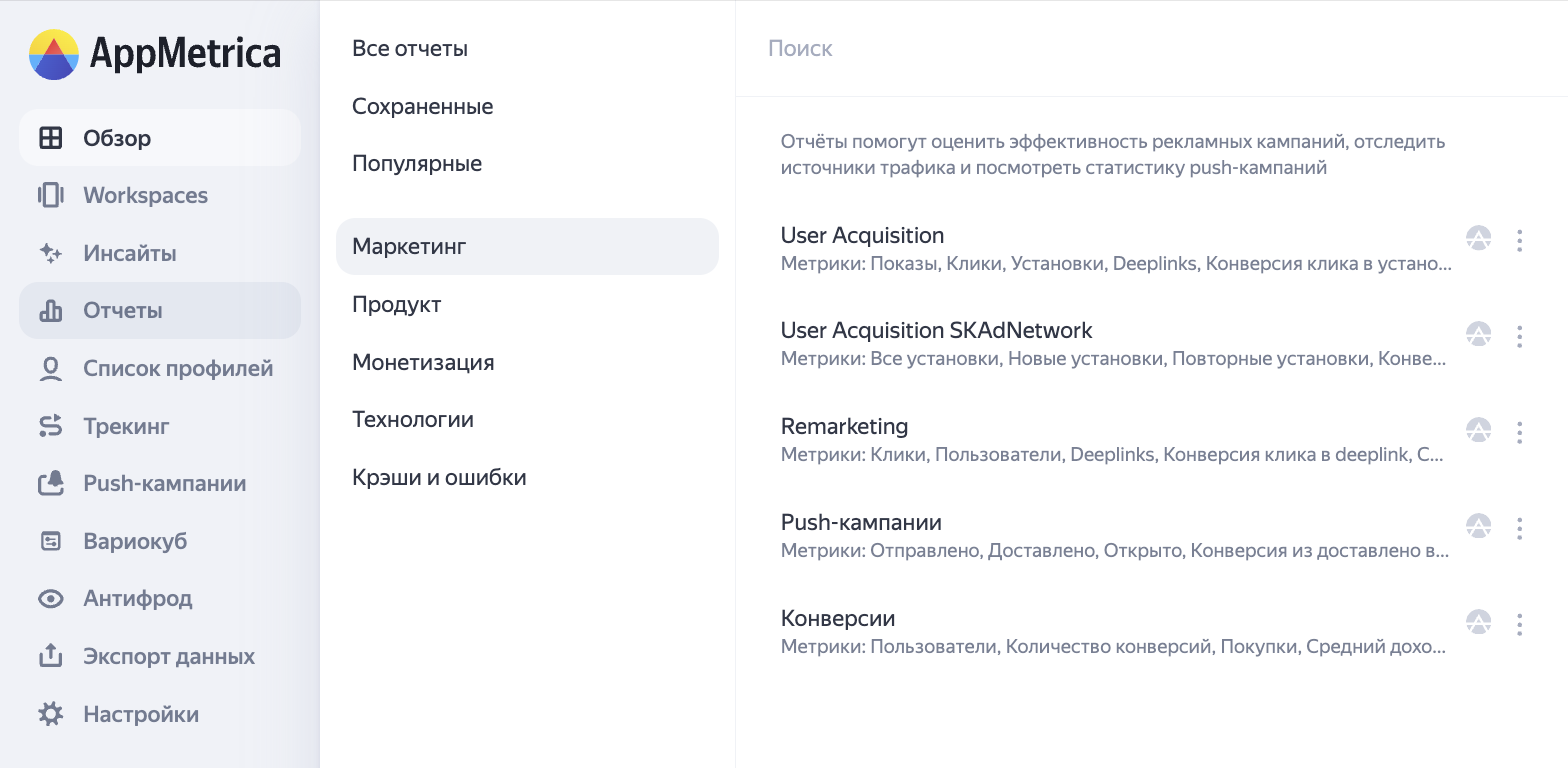 AppMetrica
Обзор
Workspaces
Инсайты
Отчеты
Список профилей
Трекинг
Push-кампании
Вариокуб
Антифрод
Экспорт данных
Настройки
Все отчеты
Сохраненные
Популярные
Маркетинг
Продукт
Монетизация
Технологии
Крэши и ошибки
Поиск
Отчёты помогут оценить эффективность рекламных кампаний, отследить
источники трафика и посмотреть статистику push-кампаний
User Acquisition
Метрики: Показы, Клики, Установки, Deeplinks, Конверсия клика в устано...
User Acquisition SKAdNetwork
Метрики: Все установки, Новые установки, Повторные установки, Конве...
Remarketing
Метрики: Клики, Пользователи, Deeplinks, Конверсия клика в deeplink, С...
Push-кампании
Метрики: Отправлено, Доставлено, Открыто, Конверсия из доставлено в...
Конверсии
Метрики: Пользователи, Количество конверсий, Покупки, Средний дохо...